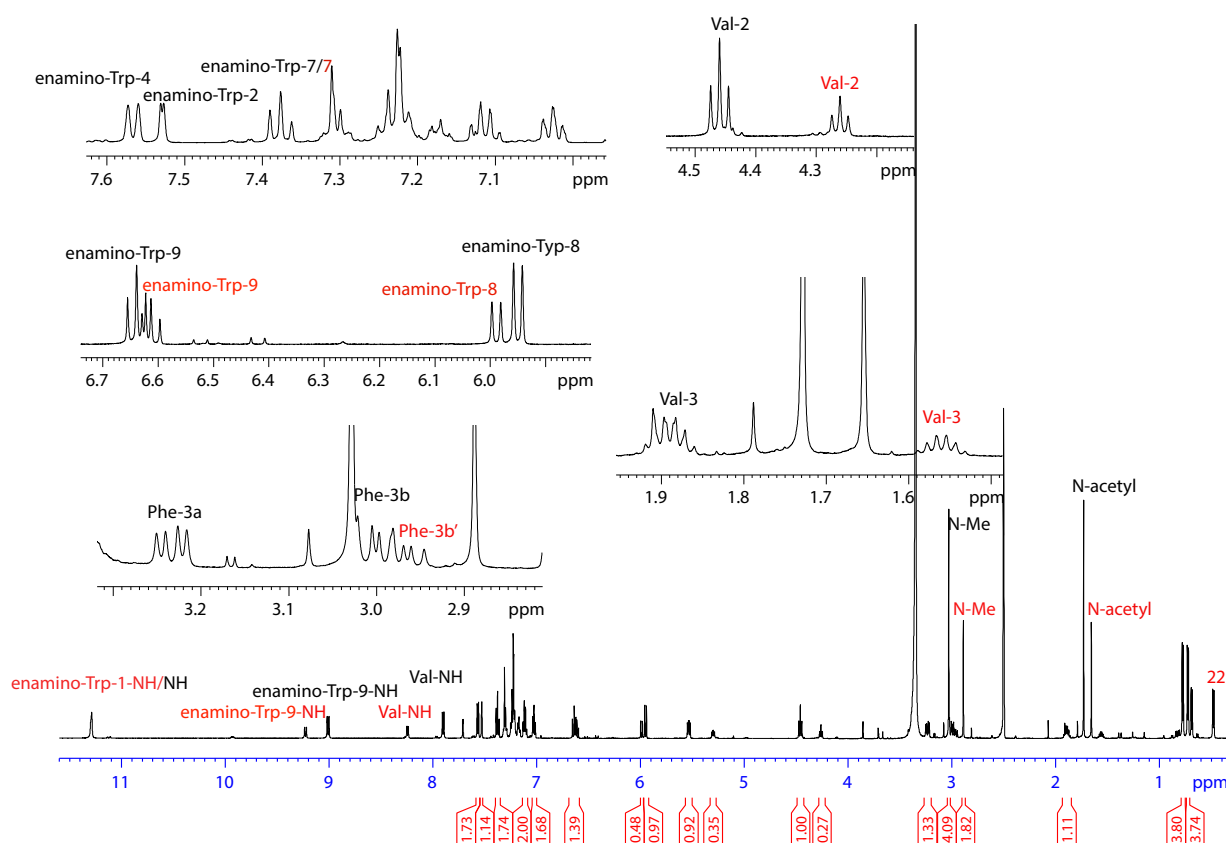 enamino-Trp-4
enamino-Trp-2
enamino-Trp-7/7
7.6 7.5 7.4 7.3 7.2 7.1 ppm
Val-2
Val-2
4.5 4.4 4.3 ppm
enamino-Trp-9
enamino-Trp-9
enamino-Typ-8
enamino-Trp-8
6.7 6.6 6.5 6.4 6.3 6.2 6.1 6.0 ppm
Val-3
Val-3
1.9 1.8 1.7 1.6 ppm
Phe-3a
Phe-3b
Phe-3b'
3.2 3.1 3.0 2.9 ppm
N-acetyl
N-Me
N-Me
N-acetyl
enamino-Trp-1-NH/NH
enamino-Trp-9-NH
enamino-Trp-9-NH
Val-NH
Val-NH
22
11 10 9 8 7 6 5 4 3 2 1 ppm
1.73 1.14 1.74 2.00 1.68 1.39 0.48 0.97 0.92 0.35 1.00 0.27 1.33 4.09 1.82 1.11 3.80 3.74